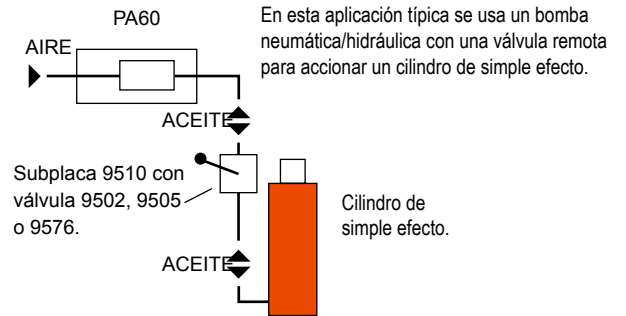 PA60
En esta aplicación típica se usa un bomba
neumática/hidráulica con una válvula remota
para accionar un cilindro de simple efecto.
AIRE
ACEITE
Subplaca 9510 con
válvula 9502, 9505
o 9576.
Cilindro de
simple efecto.
ACEITE